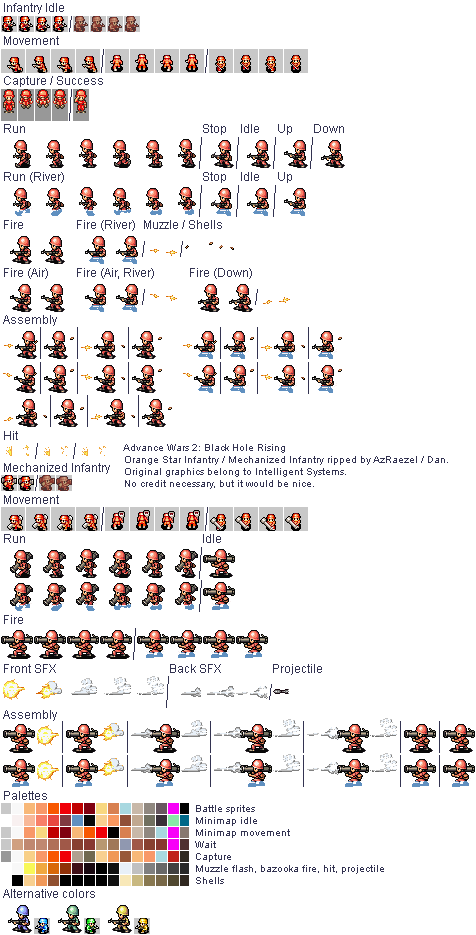 Infantry Idle
Movement
Capture / Success
Run Stop Idle Up Down
Run (River) Stop Idle Up
Fire Fire (River) Muzzle / Shells
Fire (Air) Fire (Air, River) Fire (Down)
Assembly
Hit
Advance Wars 2: Black Hole Rising
Orange Star Infantry / Mechanized Infantry ripped by AzRaezel / Dan.
Original graphics belong to Intelligent Systems.
No credit necessary, but it would be nice.
Mechanized Infantry
Movement
Run Idle
Fire
Front SFX Back SFX Projectile
Assembly
Palettes
Battle sprites
Minimap idle
Minimap movement
Wait
Capture
Muzzle flash, bazooka fire, hit, projectile
Shells
Alternative colors